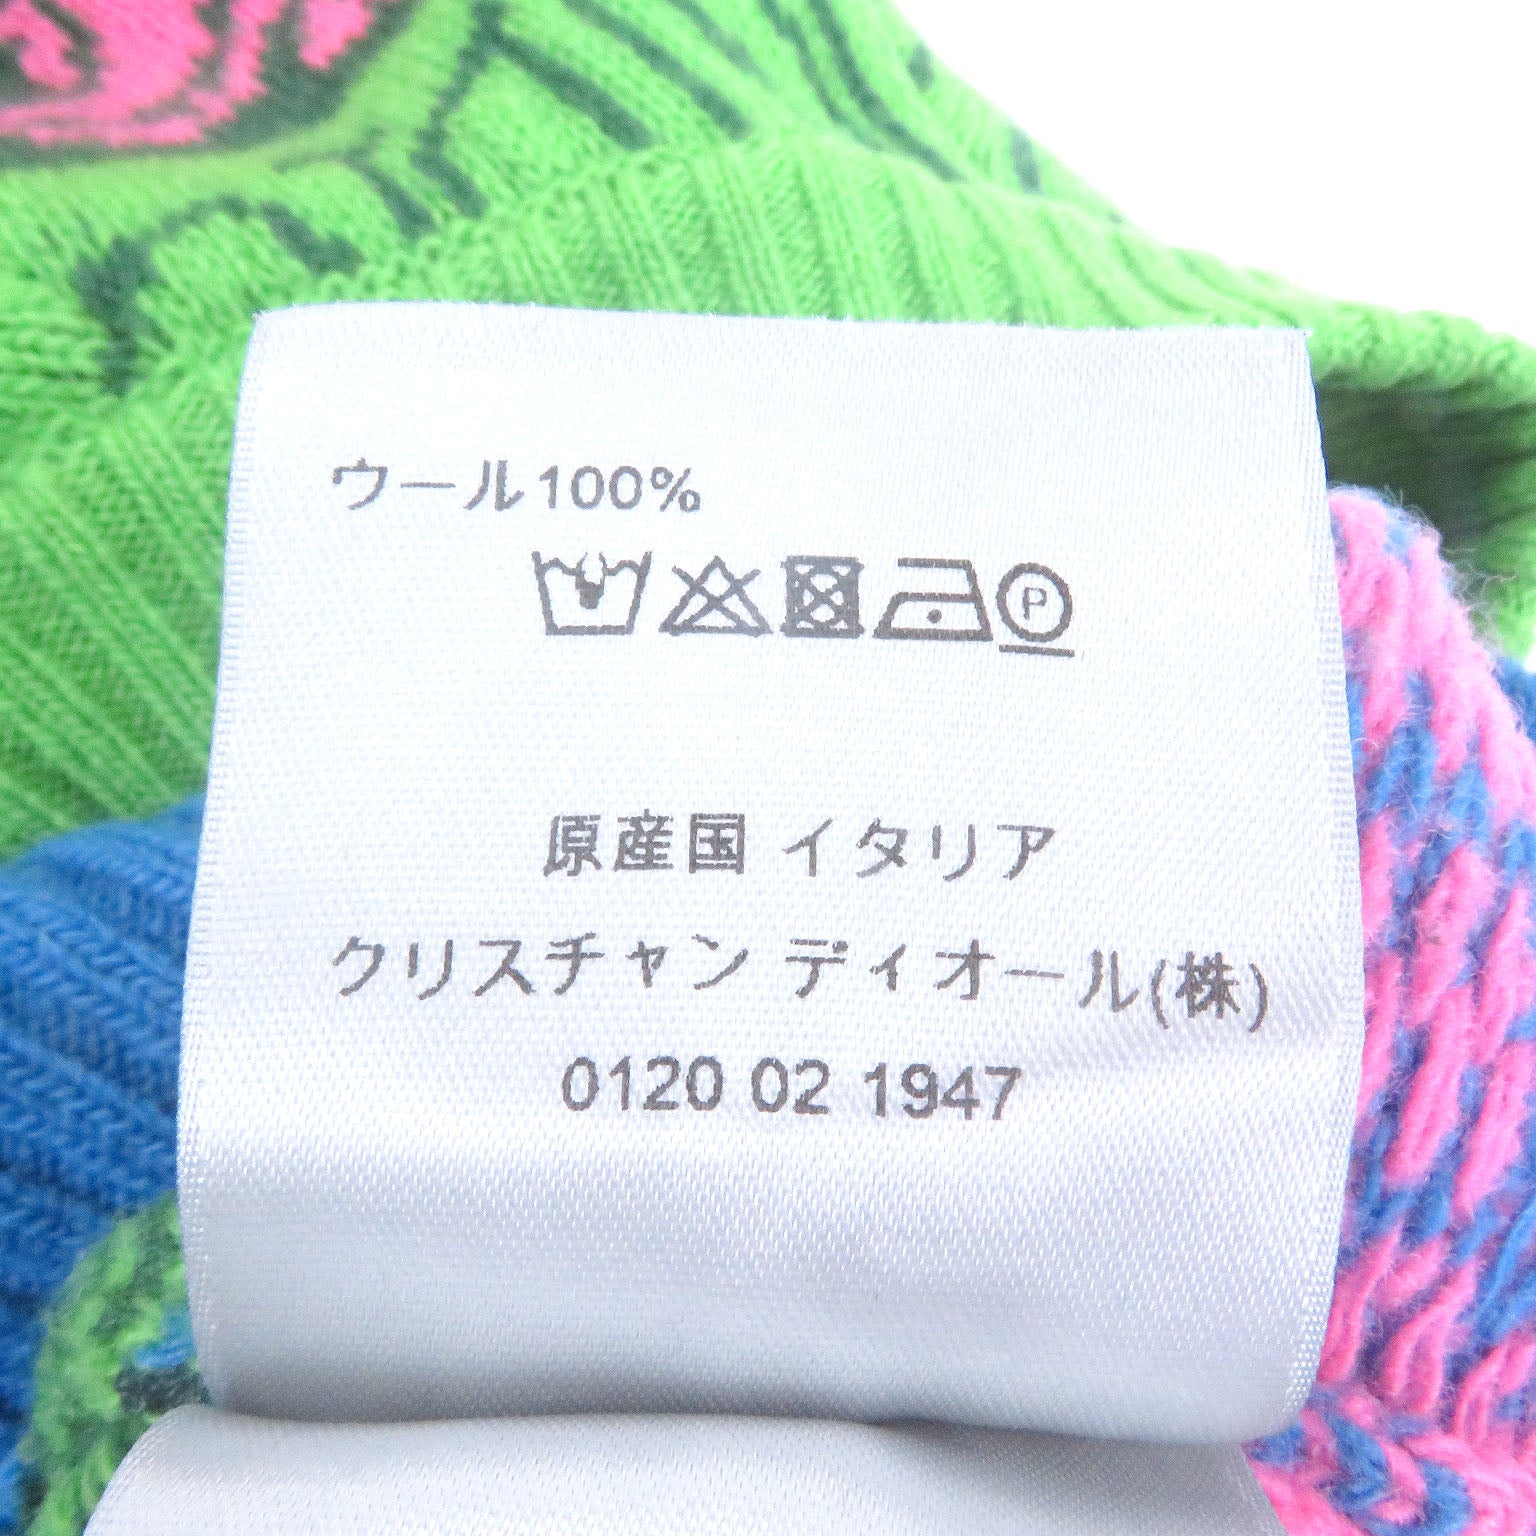 ウール100%
P
原産国 イタリア
クリスチャン ディオール(株)
0120 02 1947